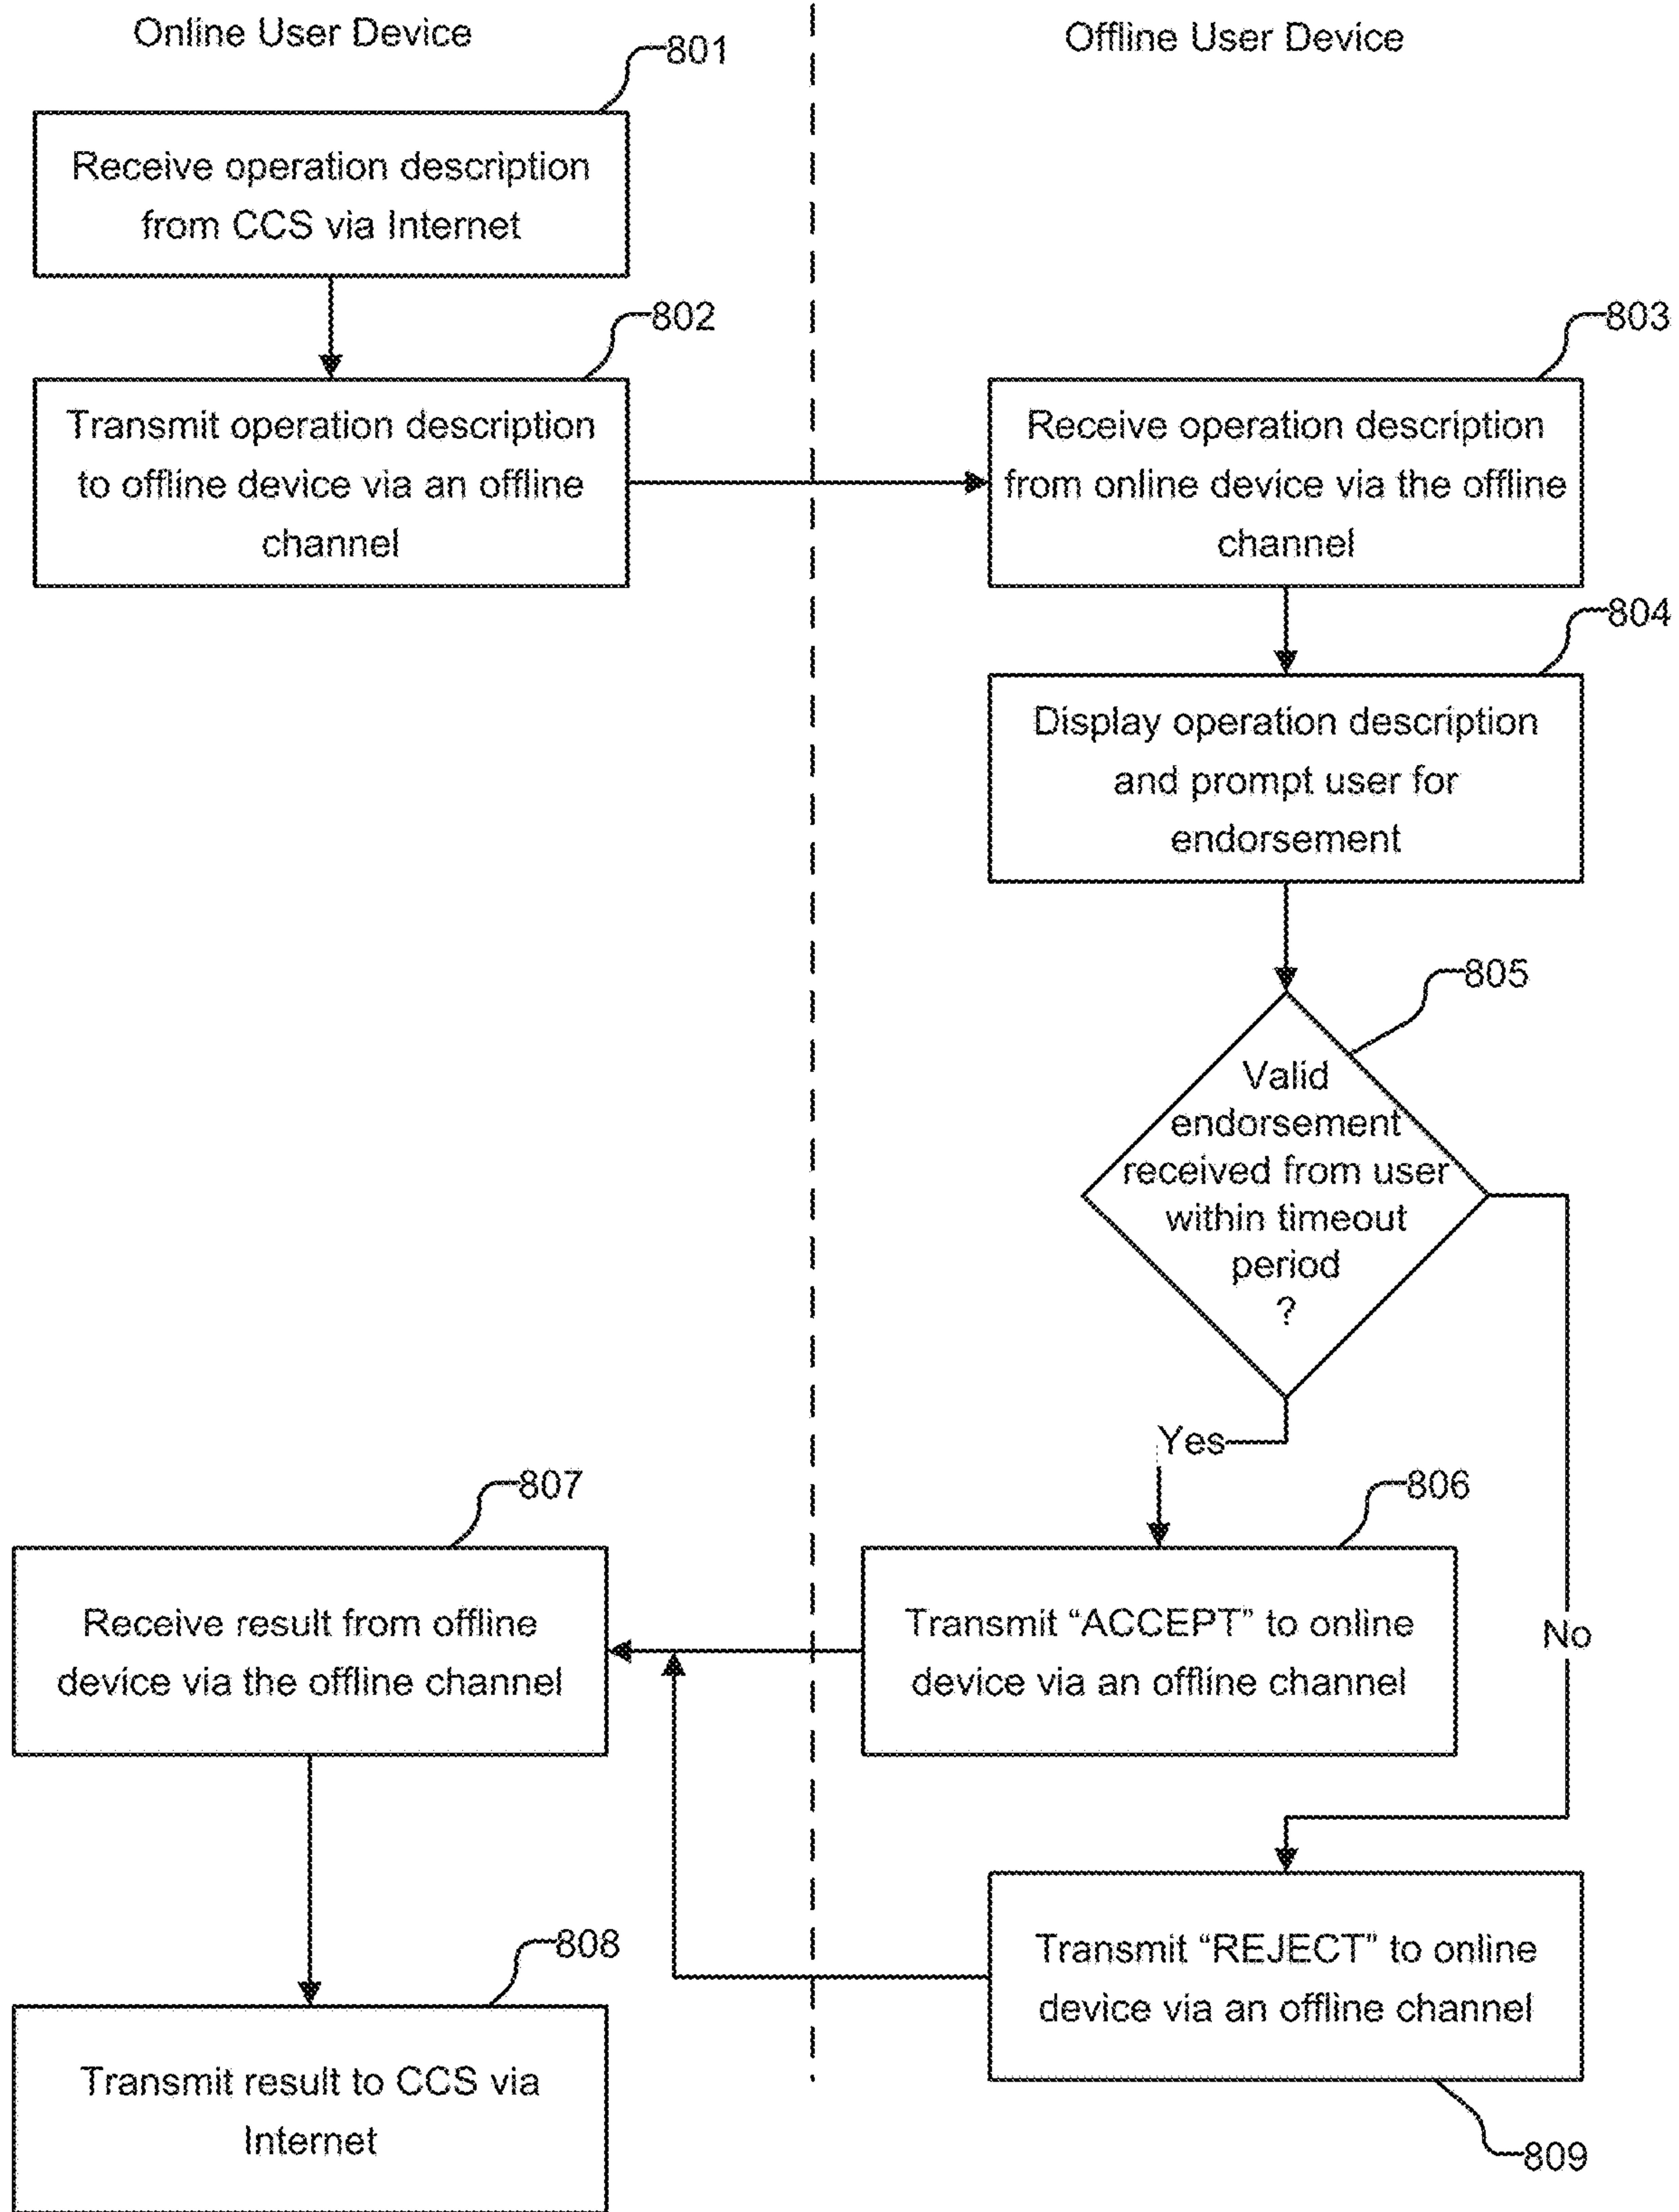 Online User Device
Offline User Device
801
Receive operation description
from CCS via Internet
802
Transmit operation description
to offline device via an offline
channel
803
Receive operation description
from online device via the offline
channel
804
Display operation description
and prompt user for
endorsement
805
Valid
endorsement
received from user
within timeout
period
?
Yes
No
806
Transmit “ACCEPT” to online
device via an offline channel
807
Receive result from offline
device via the offline channel
808
Transmit result to CCS via
Internet
Transmit “REJECT” to online
device via an offline channel
809